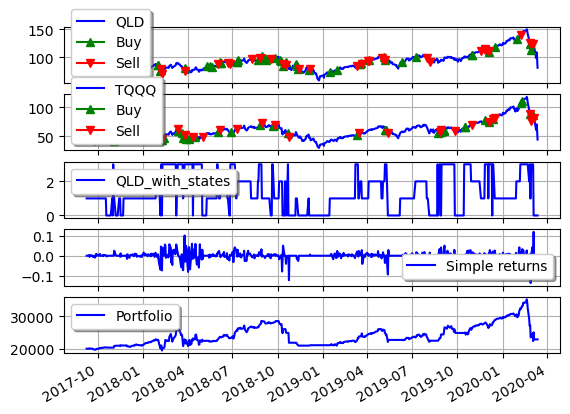 150
100
QLD
Buy
Sell
100
50
TQQQ
Buy
Sell
2
0
QLD_with_states
0.1
0.0
−0.1
Simple returns
30000
20000
Portfolio
2017-10
2018-01
2018-04
2018-07
2018-10
2019-01
2019-04
2019-07
2019-10
2020-01
2020-04